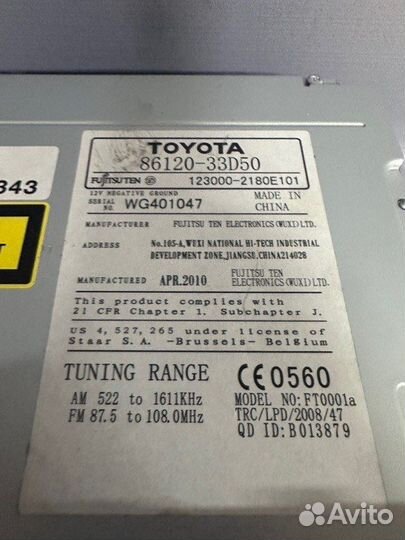 TOYOTA
86120-33D50
FUJITSU TEN 123000-2180E101
12V NEGATIVE GROUND
SERIAL NO. WG401047
MADE IN CHINA
MANUFACTURER FUJITSU TEN ELECTRONICS (WUXI) LTD.
ADDRESS No.105-A,WUXI NATIONAL HI-TECH INDUSTRIAL
DEVELOPMENT ZONE,JIANGSU,CHINA214028
MANUFACTURED APR.2010 FUJITSU TEN
ELECTRONICS (WUXI) LTD.
This product complies with
21 CFR Chapter 1. Subchapter J.
US 4,527,265 under license of
Staar S.A. -Brussels- Belgium
TUNING RANGE
AM 522 to 1611KHz
FM 87.5 to 108.0MHz
CE0560
MODEL NO:FT0001a
TRC/LPD/2008/47
QD ID:B013879
343
T
Avito